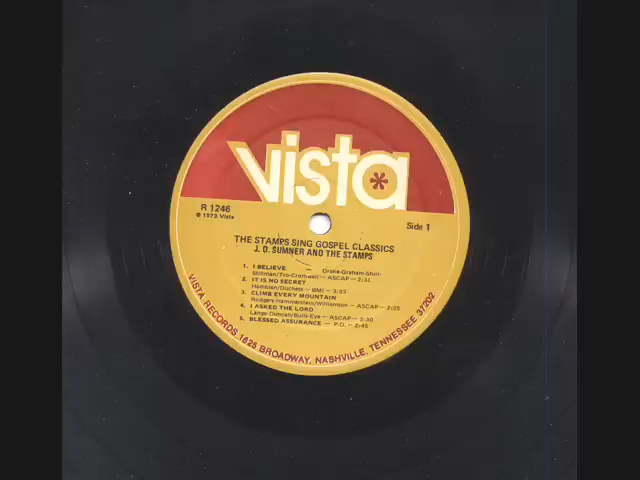 vista
R 1246
℗ 1973 Vista
Side 1
THE STAMPS SING GOSPEL CLASSICS
J. D. SUMNER AND THE STAMPS
1. I BELIEVE — Drake-Graham-Shirl-
Stillman/Tro-Cromwell — ASCAP — 2:31
2. IT IS NO SECRET
Hamblen/Duchess — BMI — 3:03
3. CLIMB EVERY MOUNTAIN
Rodgers-Hammerstein/Williamson — ASCAP — 2:25
4. I ASKED THE LORD
Lange-Duncan/Bulls-Eye — ASCAP — 2:30
5. BLESSED ASSURANCE — P.D. — 2:45
VISTA RECORDS, 1625 BROADWAY, NASHVILLE, TENNESSEE 37202